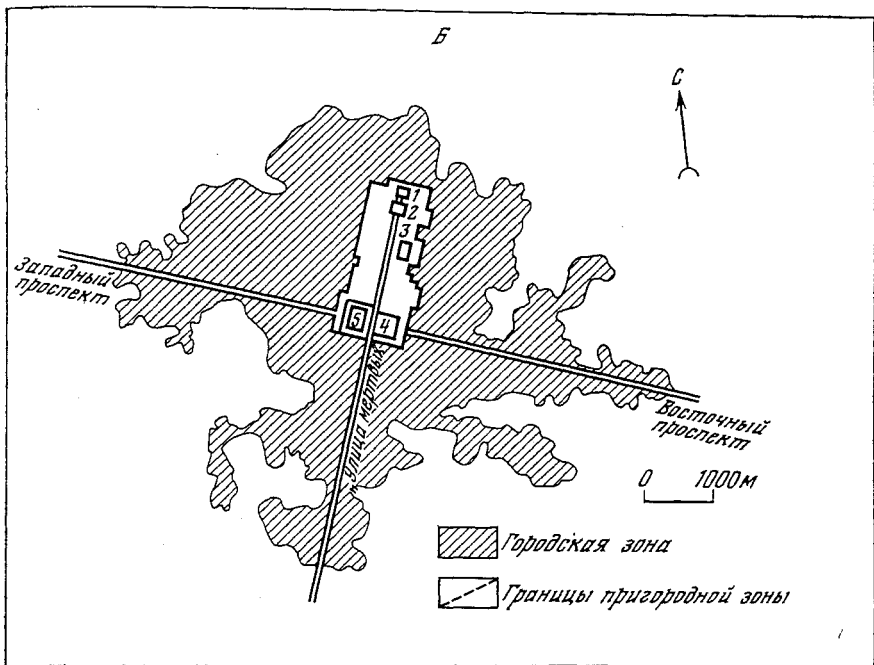 Б
С
1
2
3
Западный
проспект
5
4
Улица мертвых
Восточный
проспект
0 1000м
Городская зона
Границы пригородной зоны